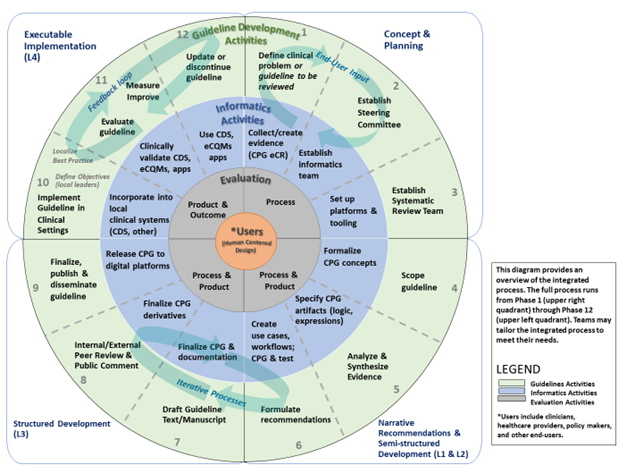 Executable
Implementation
(L4)
Concept &
Planning
Guideline Development
Activities
12
1
Update or
discontinue
guideline
Define clinical
problem or
guideline to be
reviewed
End-User Input
2
Establish
Steering
Committee
11
Feedback loop
Measure
Improve
Evaluate
guideline
Informatics
Activities
Use CDS,
eCQMs
apps
Collect/create
evidence
(CPG eCR)
Clinically
validate CDS,
eCQMs, apps
Establish
informatics
team
Localize
Best Practice
Define Objectives
(local leaders)
10
Implement
Guideline in
Clinical
Settings
Incorporate into
local
clinical systems
(CDS, other)
Evaluation
Product &
Outcome
Process
Set up
platforms &
tooling
3
Establish
Systematic
Review Team
*Users
(Human Centered
Design)
Release CPG to
digital platforms
Process &
Product
Process &
Product
Formalize
CPG concepts
9
Finalize,
publish &
disseminate
guideline
Scope
guideline
4
Finalize CPG
derivatives
Specify CPG
artifacts (logic,
expressions)
Finalize CPG &
documentation
Create
use cases,
workflows;
CPG & test
Internal/External
Peer Review &
Public Comment
8
Analyze &
Synthesize
Evidence
5
Iterative Processes
Draft Guideline
Text/Manuscript
7
Formulate
recommendations
6
Structured Development
(L3)
Narrative
Recommendations &
Semi-structured
Development (L1 & L2)
This diagram provides an
overview of the integrated
process. The full process runs
from Phase 1 (upper right
quadrant) through Phase 12
(upper left quadrant). Teams may
tailor the integrated process to
meet their needs.
LEGEND
Guidelines Activities
Informatics Activities
Evaluation Activities
*Users include clinicians,
healthcare providers, policy makers,
and other end-users.